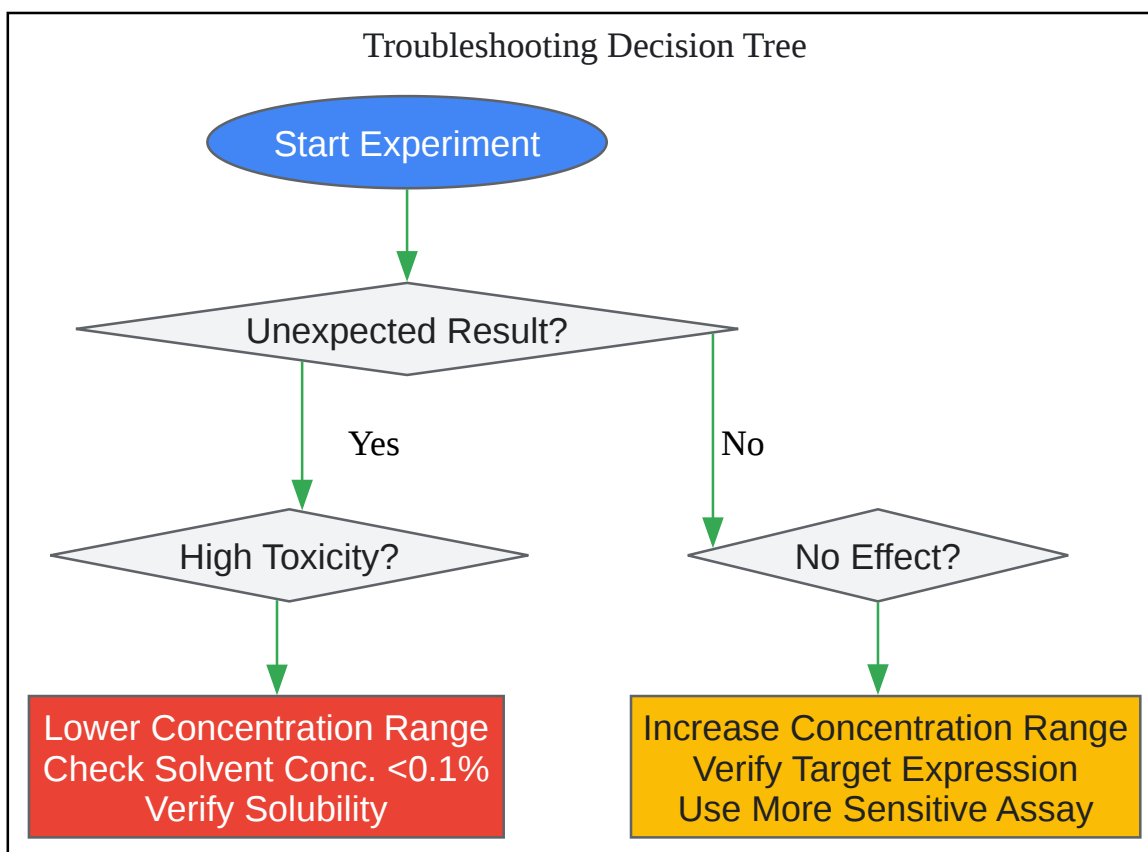 Troubleshooting Decision Tree
Start Experiment
Unexpected Result?
Yes
No
High Toxicity?
No Effect?
Lower Concentration Range
Check Solvent Conc. <0.1%
Verify Solubility
Increase Concentration Range
Verify Target Expression
Use More Sensitive Assay